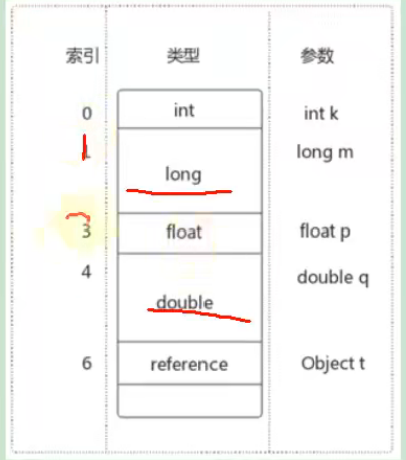 索引 类型 参数
0 int int k
1 long long m
3 float float p
4 double double q
6 reference Object t